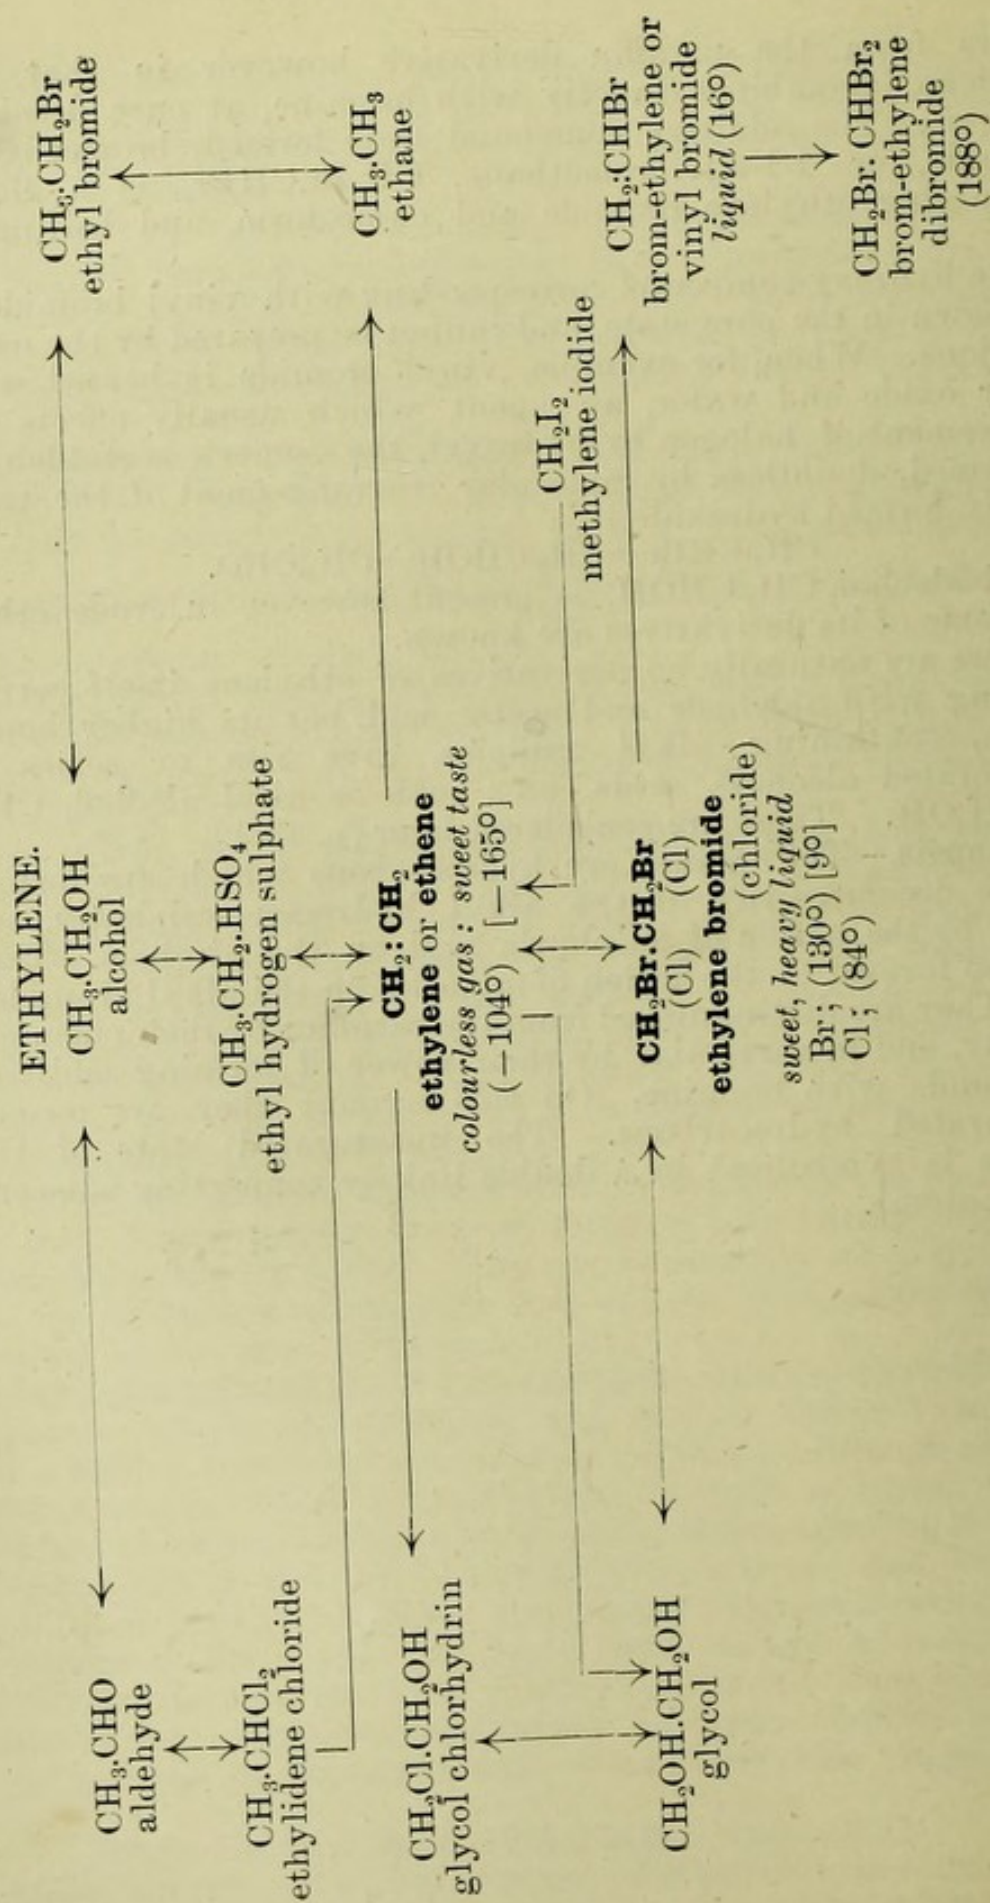 ETHYLENE.
CH₃.CHO
aldehyde
CH₃.CH₂OH
alcohol
CH₃.CH₂Br
ethyl bromide
CH₃.CHCl₂
ethylidene chloride
CH₃.CH₂.HSO₄
ethyl hydrogen sulphate
CH₂Cl.CH₂OH
glycol chlorhydrin
CH₂ : CH₂
ethylene or ethene
colourless gas : sweet taste
(—104°) [—165°]
CH₃.CH₃
ethane
CH₂I₂
methylene iodide
CH₂OH.CH₂OH
glycol
CH₂Br.CH₂Br
(Cl) (Cl)
ethylene bromide
(chloride)
sweet, heavy liquid
Br ; (130°) [9°]
Cl ; (84°)
CH₂:CHBr
brom-ethylene or
vinyl bromide
liquid (16°)
CH₂Br. CHBr₂
brom-ethylene
dibromide
(188°)